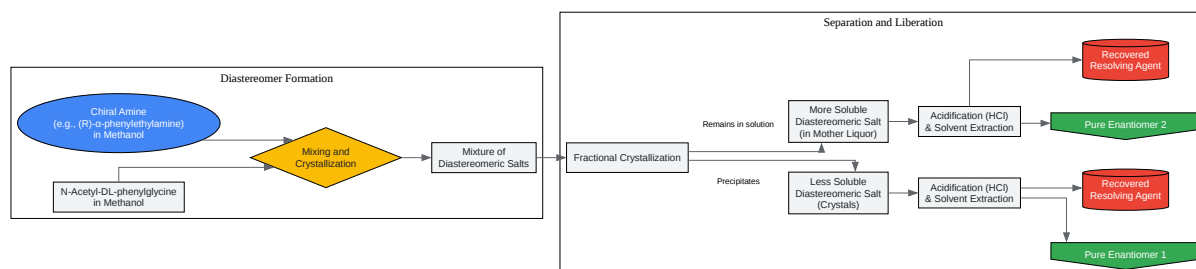 Separation and Liberation
Diastereomer Formation
Chiral Amine
(e.g., (R)-α-phenylethylamine)
in Methanol
N-Acetyl-DL-phenylglycine
in Methanol
Mixing and
Crystallization
Mixture of
Diastereomeric Salts
Fractional Crystallization
Remains in solution
Precipitates
More Soluble
Diastereomeric Salt
(in Mother Liquor)
Acidification (HCl)
& Solvent Extraction
Recovered
Resolving Agent
Pure Enantiomer 2
Less Soluble
Diastereomeric Salt
(Crystals)
Acidification (HCl)
& Solvent Extraction
Recovered
Resolving Agent
Pure Enantiomer 1